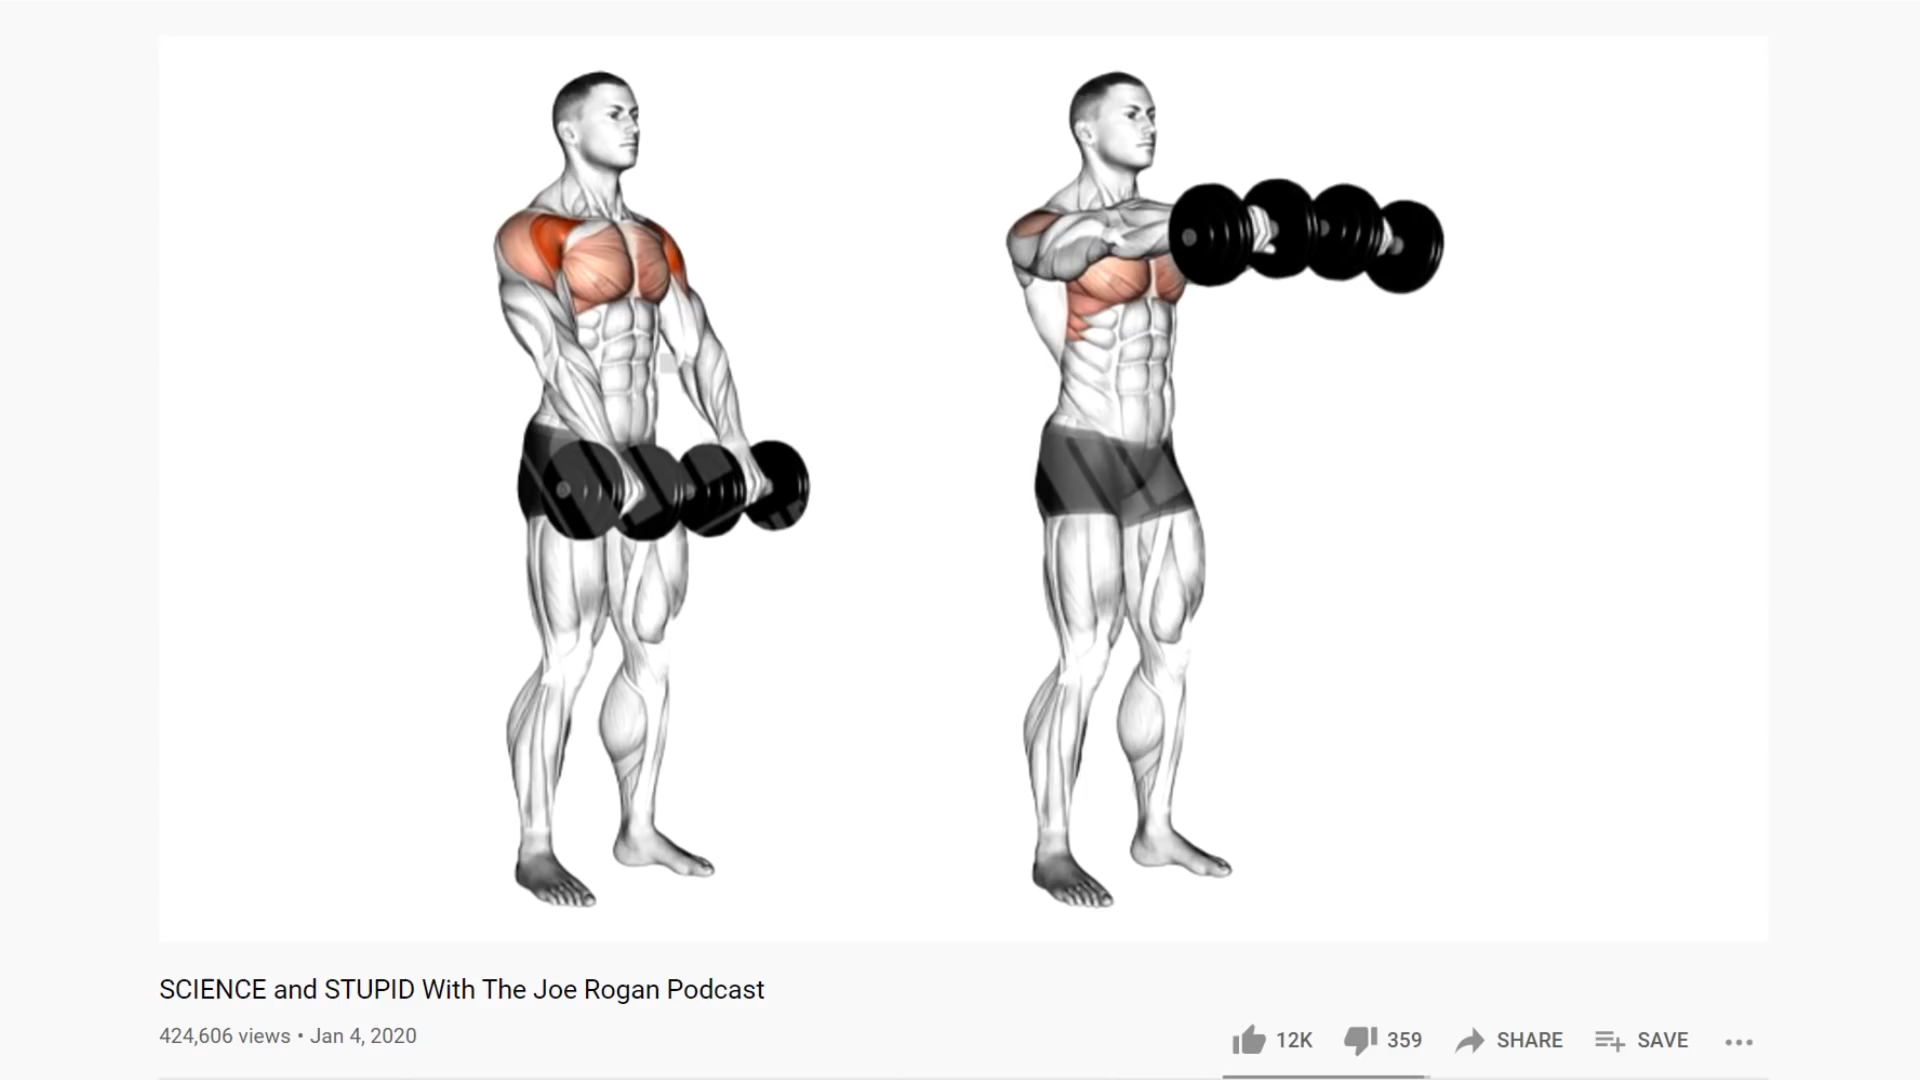 SCIENCE and STUPID With The Joe Rogan Podcast
424,606 views • Jan 4, 2020
12K 359 SHARE SAVE